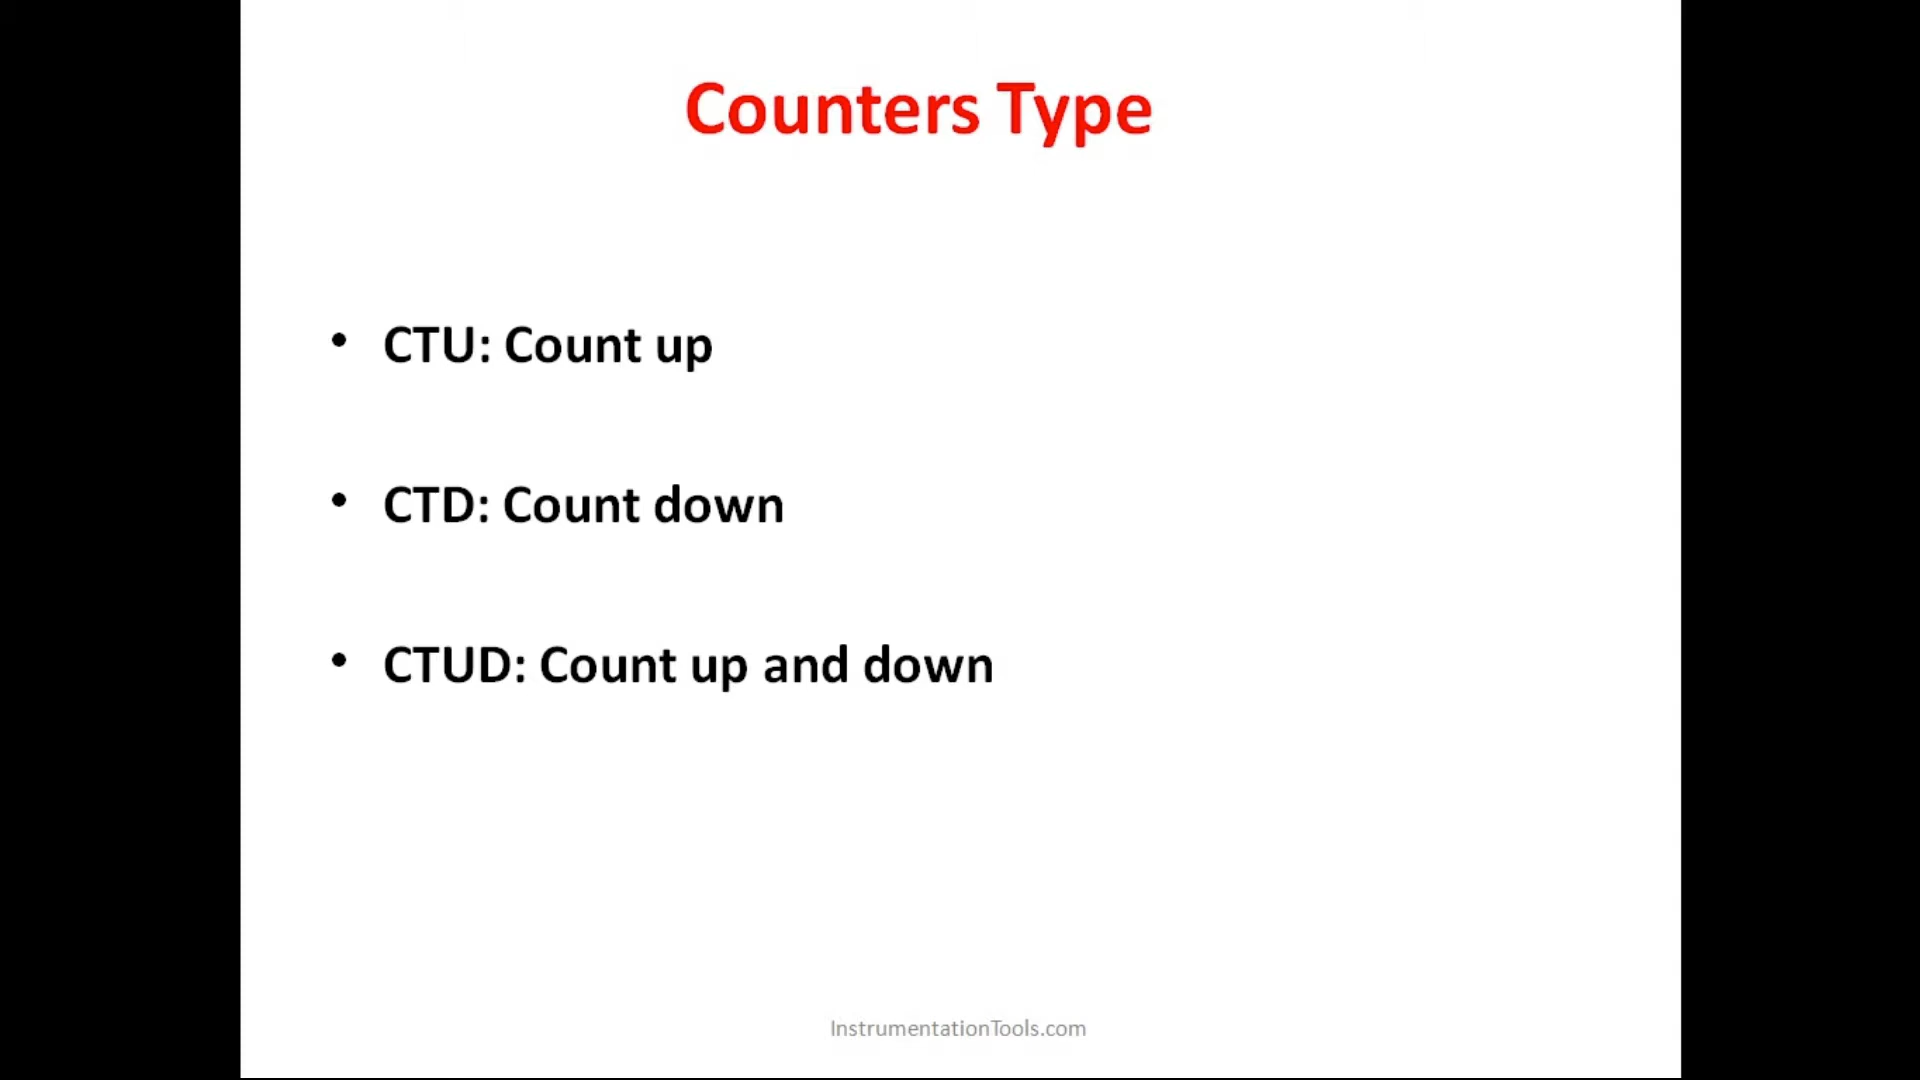 Counters Type
• CTU: Count up
• CTD: Count down
• CTUD: Count up and down
InstrumentationTools.com